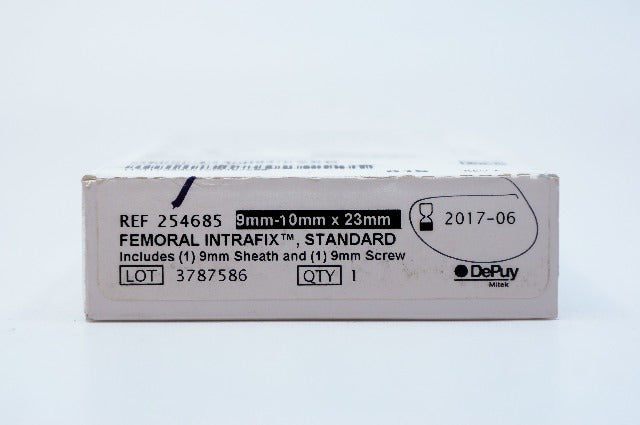 REF 254685 9mm-10mm x 23mm
2017-06
FEMORAL INTRAFIX™, STANDARD
Includes (1) 9mm Sheath and (1) 9mm Screw
LOT 3787586 QTY 1
DePuy
Mitek